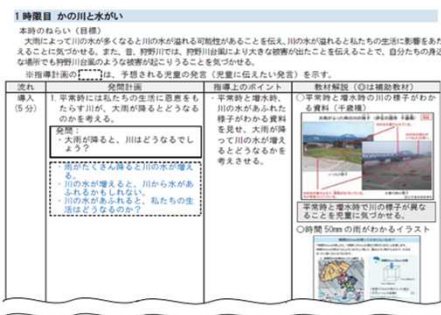 1時限目 かの川と水がい
本時のねらい（目標）
大雨によって川の水が多くなると川の水が溢れる可能性があることを伝え、川の水が溢れると私たちの生活に影響をあた
えることに気づかせる。また、昔、狩野川では、狩野川台風により大きな被害が出たことを伝えることで、自分たちの身近
な場所でも狩野川台風のような被害が起こりうることを気づかせる。
※指導計画の は、予想される児童の発言（児童に伝えたい発言）を示す。
流れ 発問計画 指導上のポイント 教材解説（◎は補助教材）
導入
（5分）
1. 平常時には私たちの生活に恩恵をも
たらす川が、大雨が降るとどうなる
のかを考える。
発問：
・大雨が降ると、川はどうなるでし
ょう？
・雨がたくさん降ると川の水が増え
る。
・川の水が増えると、川から水があ
ふれるかもしれない。
・川の水があふれると、私たちの生
活はどうなるのか？
・平常時と増水時、
川の水があふれた
様子がわかる資料
を見せ、大雨が降
って川の水が増え
るとどうなるかを
考えさせる。
○平常時と増水時の川の様子がわか
る資料（千歳橋）
平常時と増水時で川の様子が異な
ることを児童に気づかせる。
○時間50mmの雨がわかるイラスト